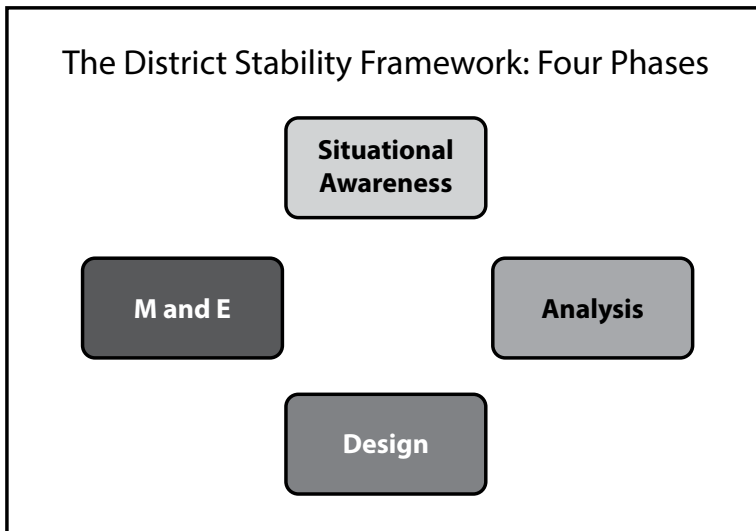 The District Stability Framework: Four Phases
Situational
Awareness
M and E
Analysis
Design